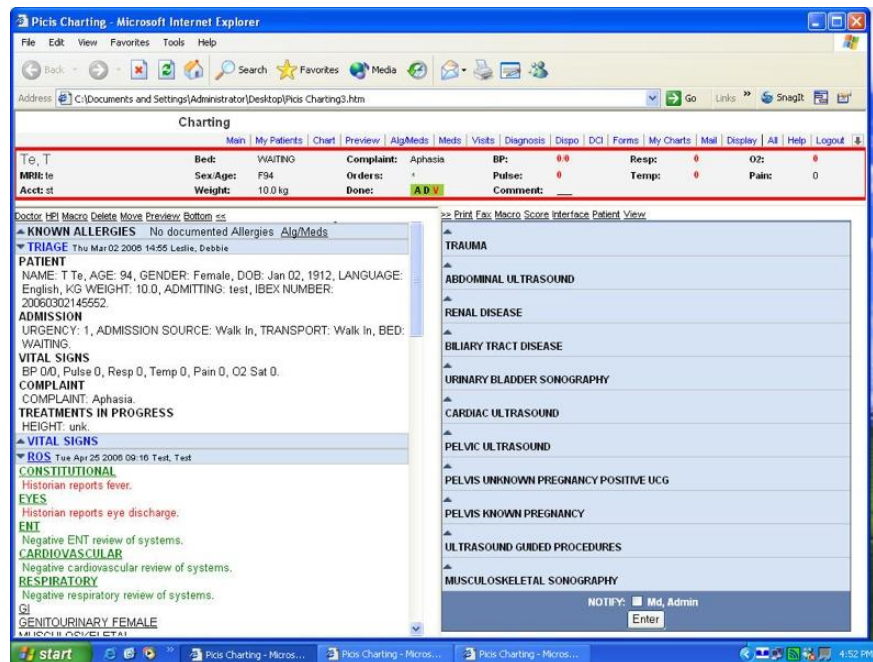 Picis Charting - Microsoft Internet Explorer
File Edit View Favorites Tools Help
Back Search Favorites Media
Address C:\Documents and Settings\Administrator\Desktop\Picis Charting3.htm Go Links » SnagIt
Charting
Main | My Patients | Chart | Preview | Alg/Meds | Meds | Visits | Diagnosis | Dispo | DCI | Forms | My Charts | Mail | Display | All | Help | Logout
Te, T Bed: WAITING Complaint: Aphasia BP: 0/0 Resp: 0 O2: 0
MRN: te Sex/Age: F94 Orders: * Pulse: 0 Temp: 0 Pain: 0
Acct: st Weight: 10.0 kg Done: A D V Comment: ___
Doctor HPI Macro Delete Move Preview Bottom <<
KNOWN ALLERGIES No documented Allergies Alg/Meds
TRIAGE Thu Mar 02 2006 14:55 Leslie, Debbie
PATIENT
NAME: T Te, AGE: 94, GENDER: Female, DOB: Jan 02, 1912, LANGUAGE:
English, KG WEIGHT: 10.0, ADMITTING: test, IBEX NUMBER:
20060302145552.
ADMISSION
URGENCY: 1, ADMISSION SOURCE: Walk In, TRANSPORT: Walk In, BED:
WAITING.
VITAL SIGNS
BP 0/0, Pulse 0, Resp 0, Temp 0, Pain 0, O2 Sat 0.
COMPLAINT
COMPLAINT: Aphasia.
TREATMENTS IN PROGRESS
HEIGHT: unk.
VITAL SIGNS
ROS Tue Apr 25 2006 09:16 Test, Test
CONSTITUTIONAL
Historian reports fever.
EYES
Historian reports eye discharge.
ENT
Negative ENT review of systems.
CARDIOVASCULAR
Negative cardiovascular review of systems.
RESPIRATORY
Negative respiratory review of systems.
GI
GENITOURINARY FEMALE
MUSCULOSKELETAL
>> Print Fax Macro Score Interface Patient View
TRAUMA
ABDOMINAL ULTRASOUND
RENAL DISEASE
BILIARY TRACT DISEASE
URINARY BLADDER SONOGRAPHY
CARDIAC ULTRASOUND
PELVIC ULTRASOUND
PELVIS UNKNOWN PREGNANCY POSITIVE UCG
PELVIS KNOWN PREGNANCY
ULTRASOUND GUIDED PROCEDURES
MUSCULOSKELETAL SONOGRAPHY
NOTIFY: Md, Admin
Enter
start » Picis Charting - Micros... Picis Charting - Micros... Picis Charting - Micros... 4:52 PM